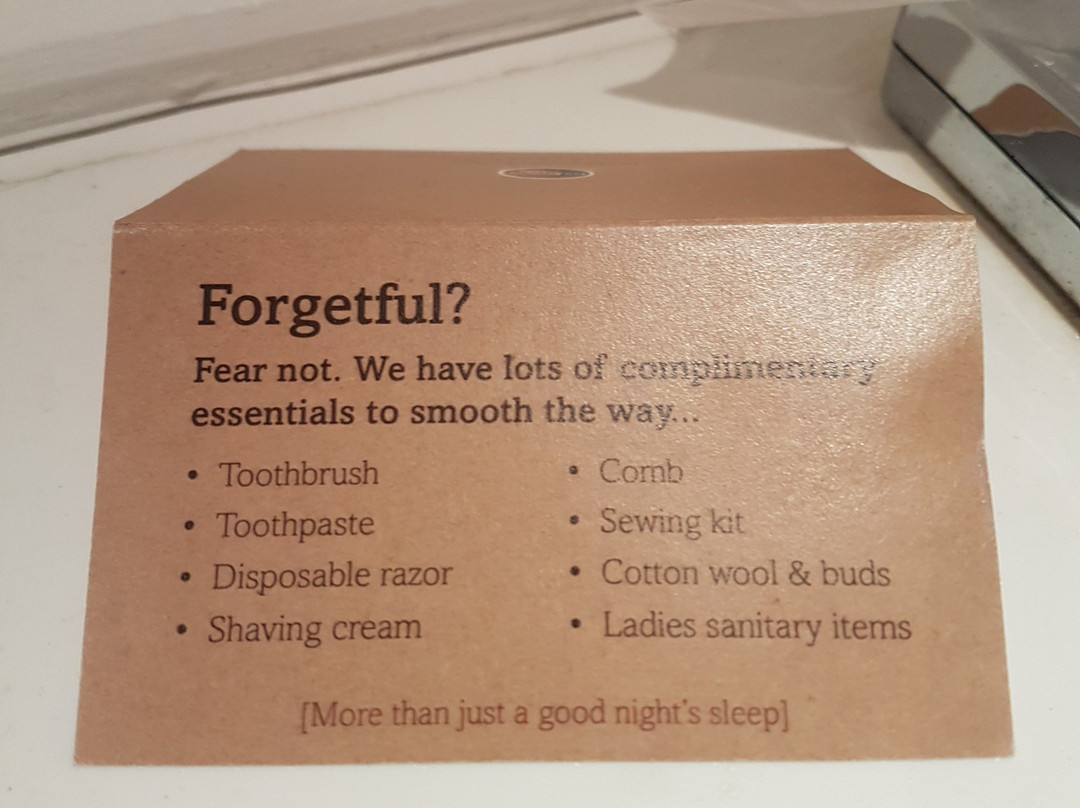 Forgetful?
Fear not. We have lots of complimentary
essentials to smooth the way...
• Toothbrush
• Toothpaste
• Disposable razor
• Shaving cream
• Comb
• Sewing kit
• Cotton wool & buds
• Ladies sanitary items
[More than just a good night's sleep]